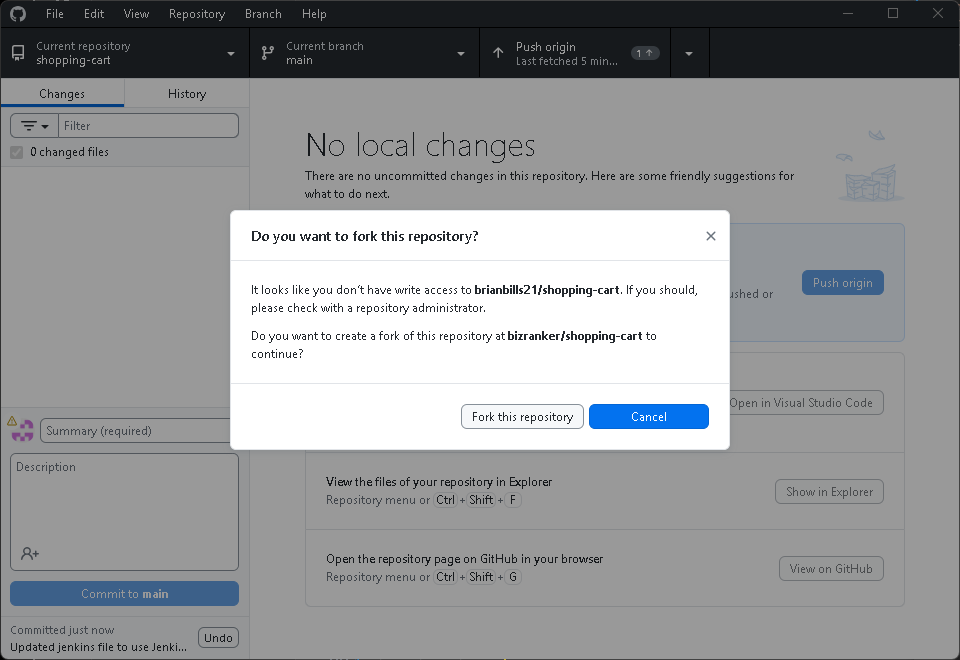 File Edit View Repository Branch Help
Current repository
shopping-cart
Current branch
main
Push origin
Last fetched 5 min...
1
Changes
History
Filter
0 changed files
No local changes
There are no uncommitted changes in this repository. Here are some friendly suggestions for
what to do next.
Do you want to fork this repository?
It looks like you don't have write access to brianbills21/shopping-cart. If you should,
please check with a repository administrator.
Do you want to create a fork of this repository at bizranker/shopping-cart to
continue?
Fork this repository
Cancel
Push origin
or
Open in Visual Studio Code
View the files of your repository in Explorer
Repository menu or Ctrl + Shift + F
Show in Explorer
Open the repository page on GitHub in your browser
Repository menu or Ctrl + Shift + G
View on GitHub
Summary (required)
Description
Commit to main
Committed just now
Updated jenkins file to use Jenki...
Undo